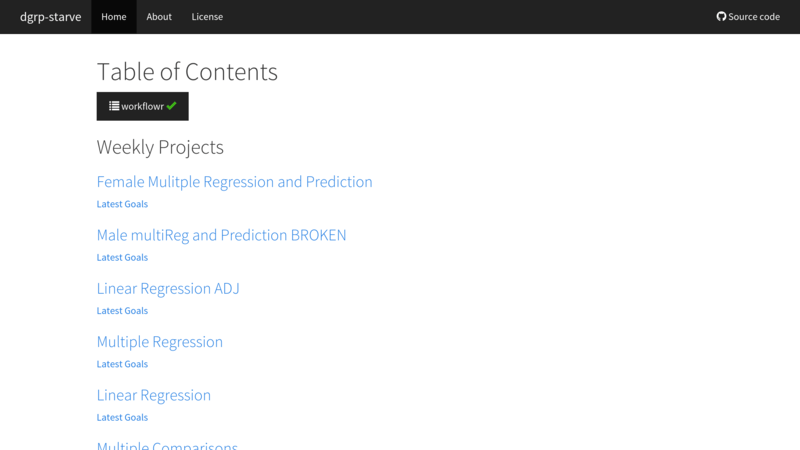 dgrp-starve Home About License Source code
Table of Contents
workflowr
Weekly Projects
Female Mulitple Regression and Prediction
Latest Goals
Male multiReg and Prediction BROKEN
Latest Goals
Linear Regression ADJ
Latest Goals
Multiple Regression
Latest Goals
Linear Regression
Latest Goals
Multiple Comparisons